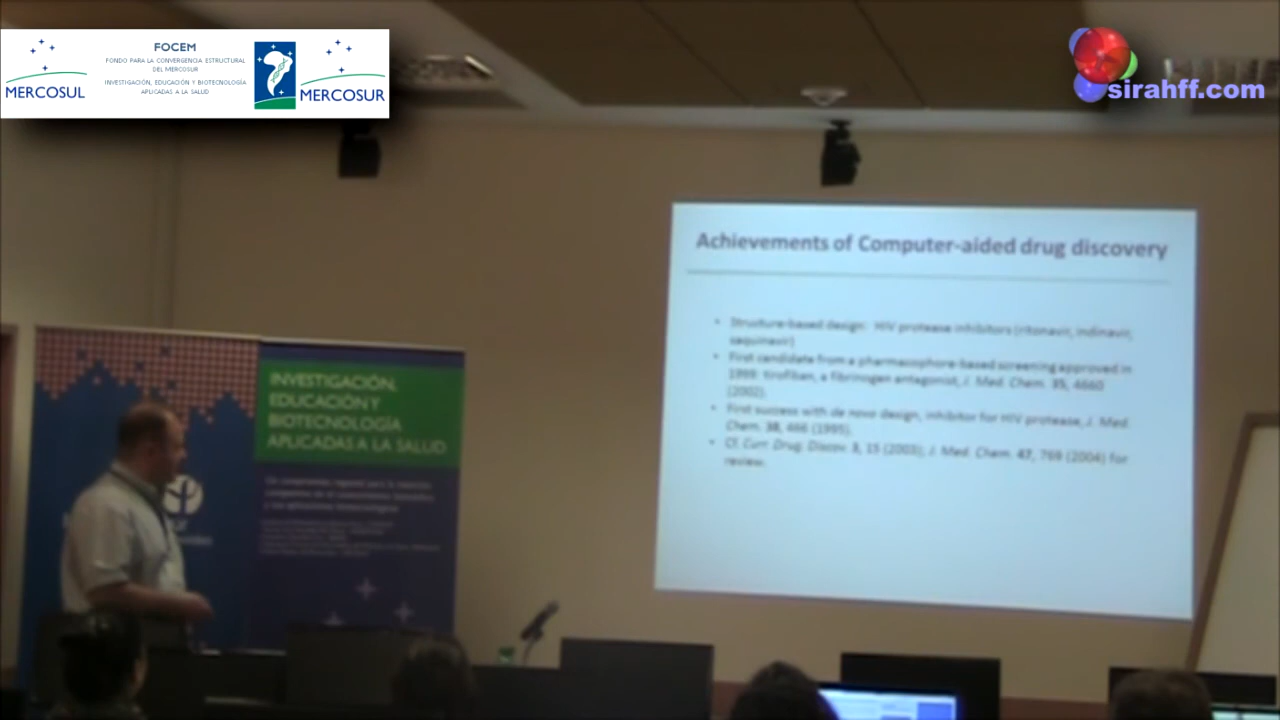 FOCEM
FONDO PARA LA CONVERGENCIA ESTRUCTURAL
DEL MERCOSUR
INVESTIGACIÓN, EDUCACIÓN Y BIOTECNOLOGÍA
APLICADAS A LA SALUD
MERCOSUL
MERCOSUR
sirahff.com
Achievements of Computer-aided drug discovery
• Structure-based design: HIV protease inhibitors (ritonavir, indinavir,
saquinavir)
• First candidate from a pharmacophore-based screening approved in
1999: tirofiban, a fibrinogen antagonist, J. Med. Chem. 4660
(2002).
• First success with de novo design, inhibitor for HIV protease, J. Med.
Chem. 38, 466 (1995).
• Cf. Curr. Drug. Discov. 3, 15 (2003); J. Med. Chem. 47, 769 (2004) for
review.
INVESTIGACIÓN,
EDUCACIÓN Y
BIOTECNOLOGÍA
APLICADAS A LA SALUD